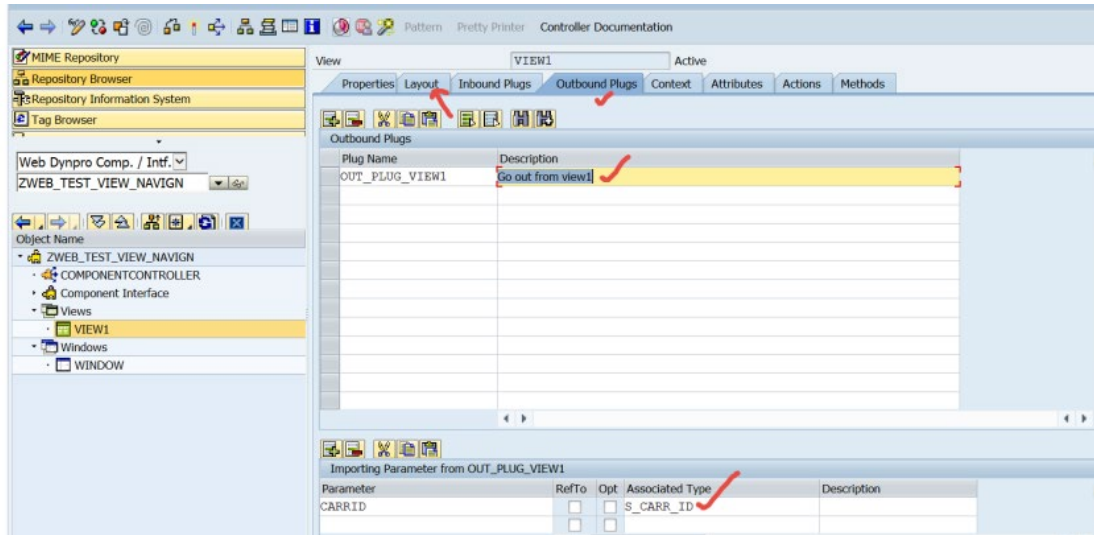 Pattern Pretty Printer Controller Documentation
MIME Repository
Repository Browser
Repository Information System
Tag Browser
Web Dynpro Comp. / Intf.
ZWEB_TEST_VIEW_NAVIGN
Object Name
ZWEB_TEST_VIEW_NAVIGN
COMPONENTCONTROLLER
Component Interface
Views
VIEW1
Windows
WINDOW
View VIEW1 Active
Properties Layout Inbound Plugs Outbound Plugs Context Attributes Actions Methods
Outbound Plugs
Plug Name Description
OUT_PLUG_VIEW1 Go out from view1
Importing Parameter from OUT_PLUG_VIEW1
Parameter RefTo Opt Associated Type Description
CARRID S_CARR_ID